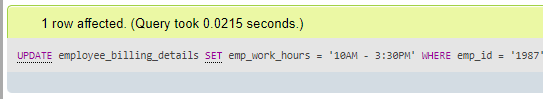 1 row affected. (Query took 0.0215 seconds.)
UPDATE employee_billing_details SET emp_work_hours = '10AM - 3:30PM' WHERE emp_id = '1987'